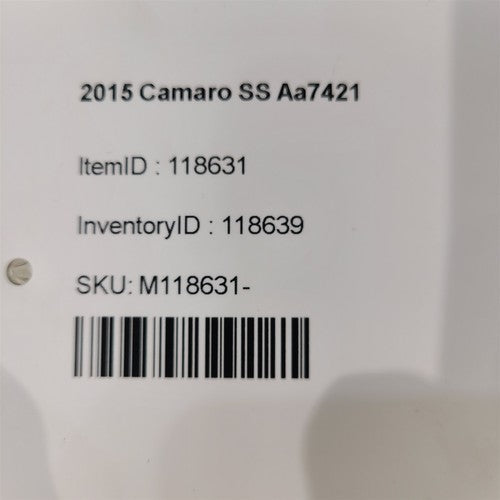 2015 Camaro SS Aa7421
ItemID : 118631
InventoryID : 118639
SKU: M118631-